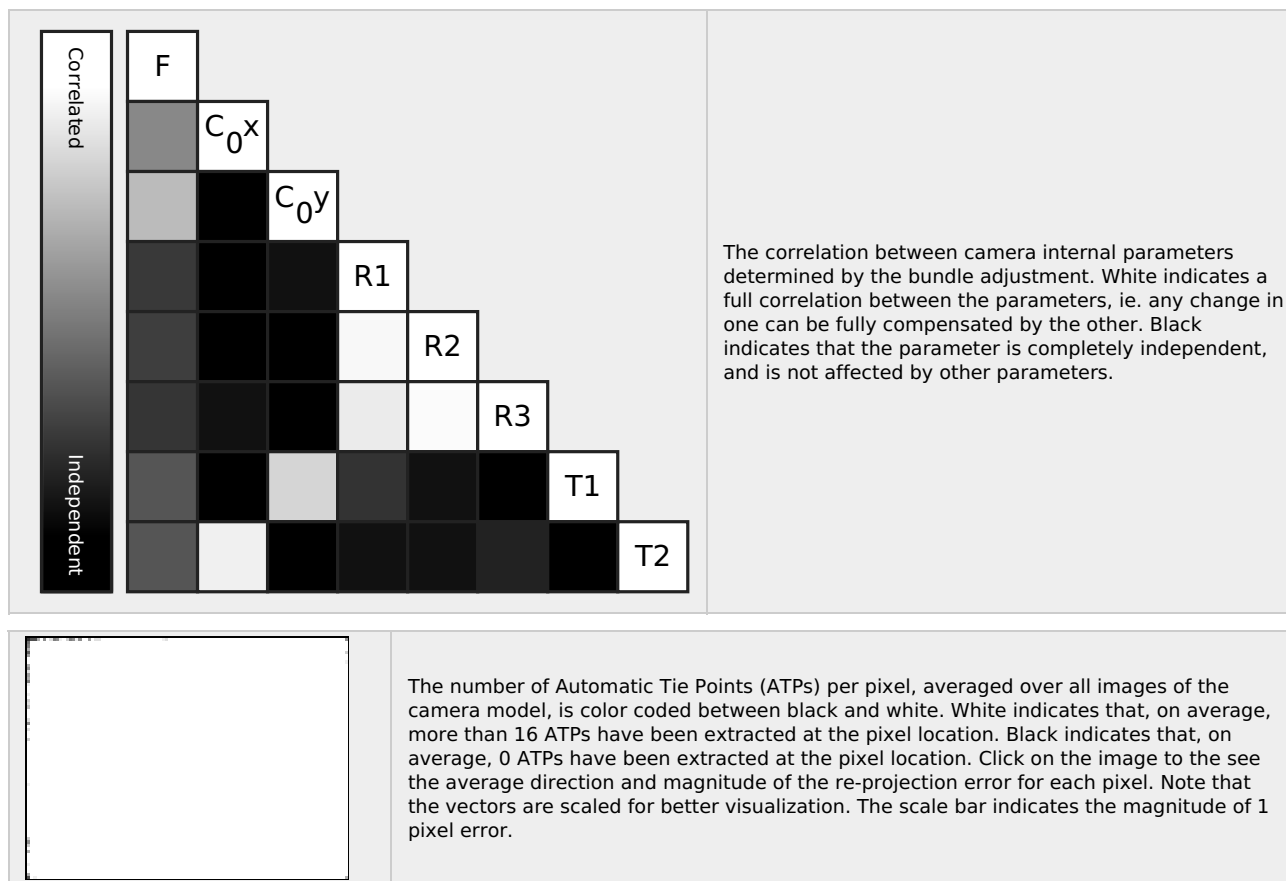 Correlated
Independent
F
C0x
C0y
R1
R2
R3
T1
T2
The correlation between camera internal parameters
determined by the bundle adjustment. White indicates a
full correlation between the parameters, ie. any change in
one can be fully compensated by the other. Black
indicates that the parameter is completely independent,
and is not affected by other parameters.
The number of Automatic Tie Points (ATPs) per pixel, averaged over all images of the
camera model, is color coded between black and white. White indicates that, on average,
more than 16 ATPs have been extracted at the pixel location. Black indicates that, on
average, 0 ATPs have been extracted at the pixel location. Click on the image to the see
the average direction and magnitude of the re-projection error for each pixel. Note that
the vectors are scaled for better visualization. The scale bar indicates the magnitude of 1
pixel error.